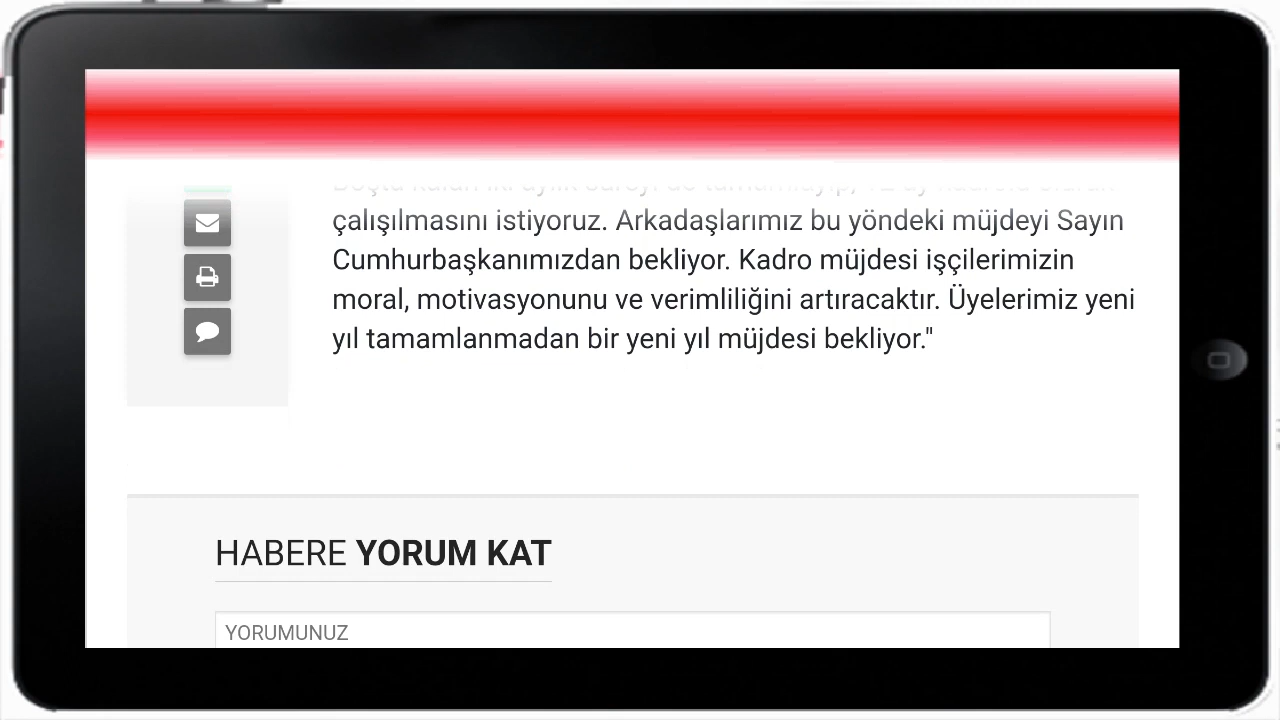 çalışılmasını istiyoruz. Arkadaşlarımız bu yöndeki müjdeyi Sayın
Cumhurbaşkanımızdan bekliyor. Kadro müjdesi işçilerimizin
moral, motivasyonunu ve verimliliğini artıracaktır. Üyelerimiz yeni
yıl tamamlanmadan bir yeni yıl müjdesi bekliyor."
HABERE YORUM KAT
YORUMUNUZ